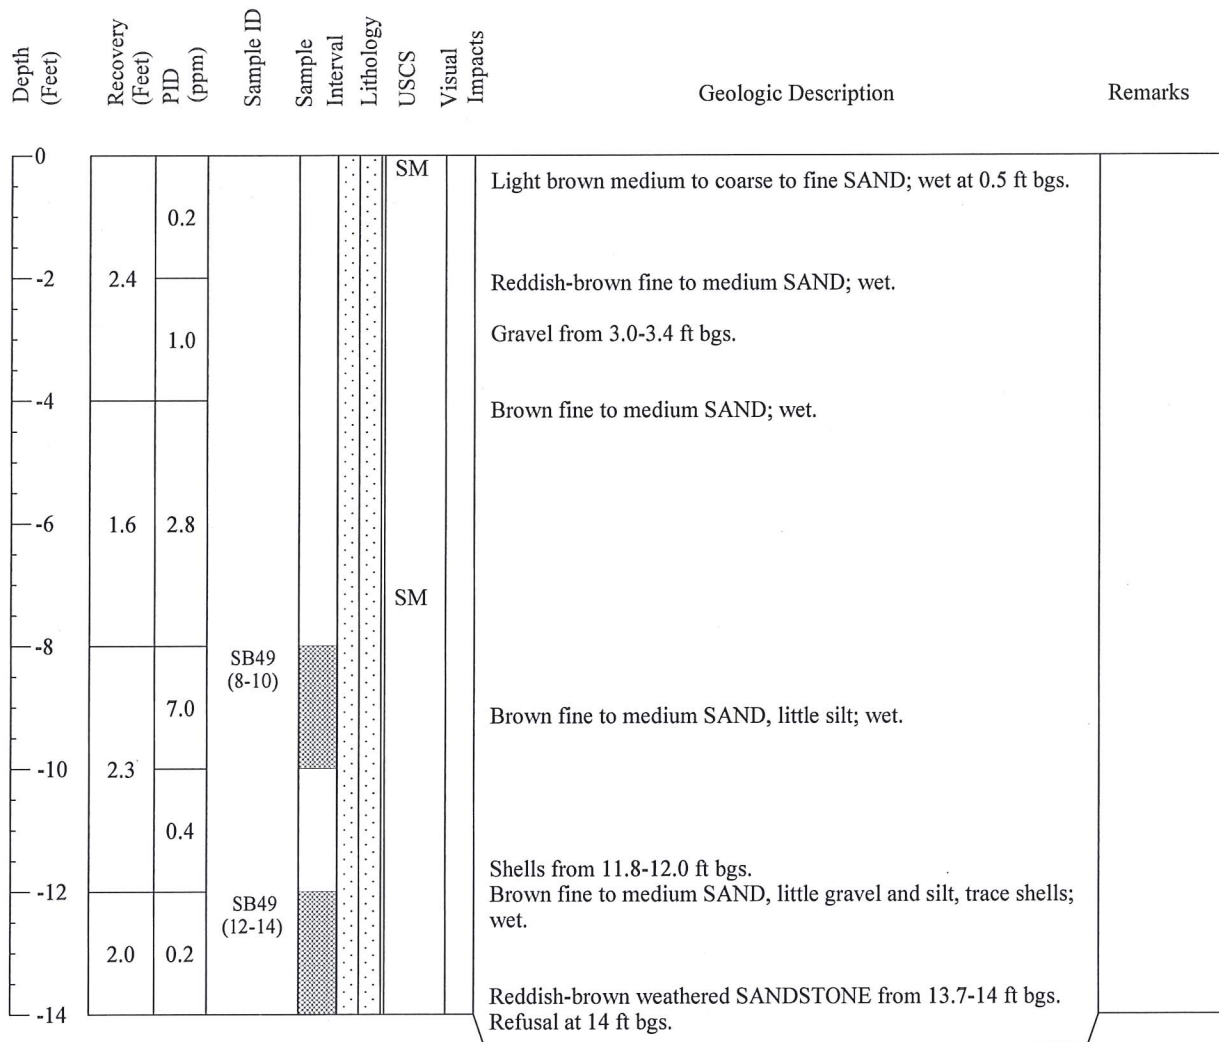 Depth
(Feet)
Recovery
(Feet)
PID
(ppm)
Sample ID
Sample
Interval
Lithology
USCS
Visual
Impacts
Geologic Description
Remarks
0
SM
Light brown medium to coarse to fine SAND; wet at 0.5 ft bgs.
0.2
-2
2.4
Reddish-brown fine to medium SAND; wet.
1.0
Gravel from 3.0-3.4 ft bgs.
-4
Brown fine to medium SAND; wet.
-6
1.6
2.8
SM
-8
SB49
(8-10)
7.0
Brown fine to medium SAND, little silt; wet.
-10
2.3
0.4
Shells from 11.8-12.0 ft bgs.
-12
SB49
(12-14)
Brown fine to medium SAND, little gravel and silt, trace shells;
wet.
2.0
0.2
Reddish-brown weathered SANDSTONE from 13.7-14 ft bgs.
-14
Refusal at 14 ft bgs.